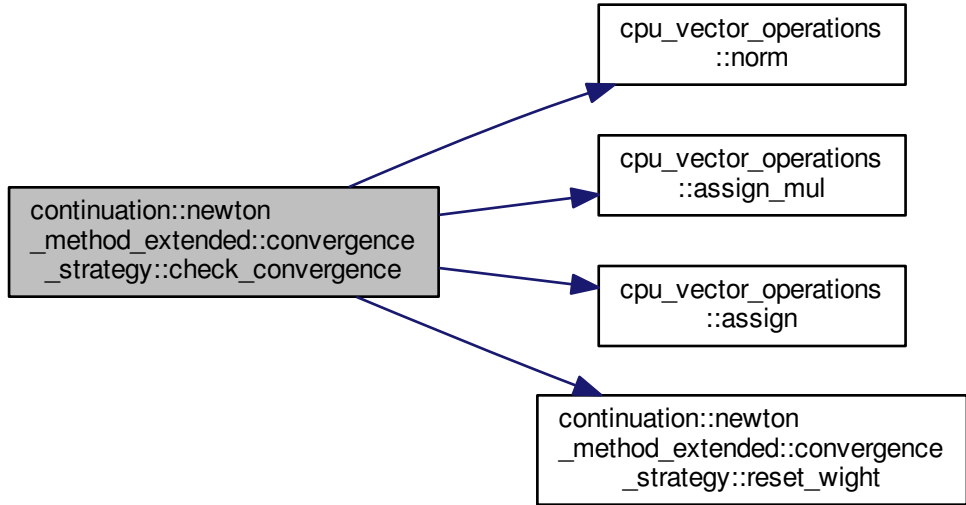 cpu_vector_operations
::norm
cpu_vector_operations
::assign_mul
continuation::newton
_method_extended::convergence
_strategy::check_convergence
cpu_vector_operations
::assign
continuation::newton
_method_extended::convergence
_strategy::reset_wight